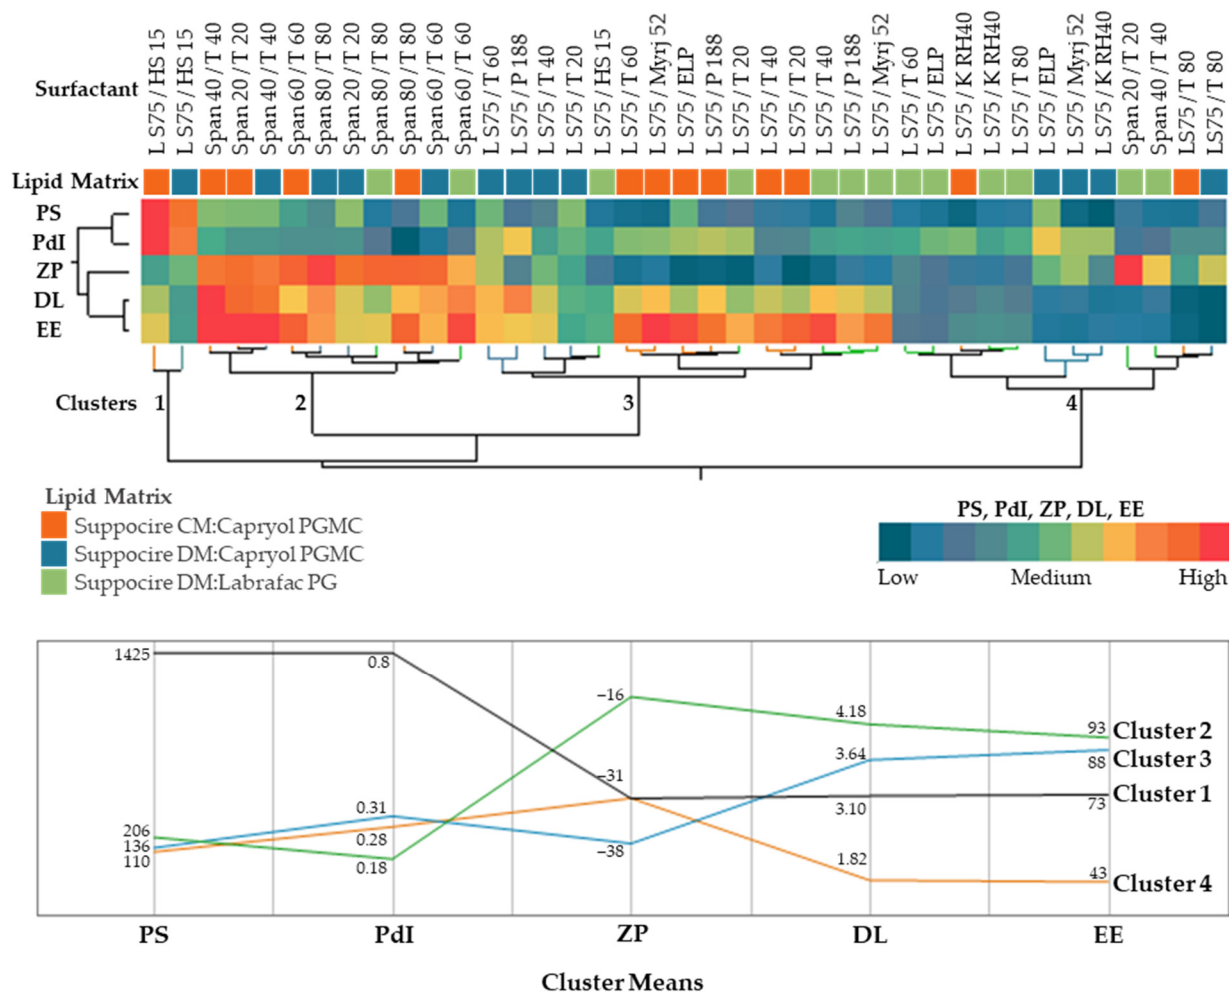 Surfactant
L S75 / HS 15
L S75 / HS 15
Span 40 / T 40
Span 20 / T 20
Span 40 / T 40
Span 60 / T 60
Span 80 / T 80
Span 20 / T 20
Span 80 / T 80
Span 80 / T 80
Span 60 / T 60
Span 60 / T 60
L S75 / T 60
L S75 / P 188
L S75 / T 40
L S75 / T 20
L S75 / HS 15
L S75 / T 60
L S75 / Myrj 52
L S75 / ELP
L S75 / P 188
L S75 / T 20
L S75 / T 40
L S75 / T 20
L S75 / T 40
L S75 / P 188
L S75 / Myrj 52
L S75 / T 60
L S75 / ELP
L S75 / K RH40
L S75 / K RH40
L S75 / T 80
L S75 / ELP
L S75 / Myrj 52
L S75 / K RH40
Span 20 / T 20
Span 40 / T 40
LS75 / T 80
LS75 / T 80
Lipid Matrix
PS
PdI
ZP
DL
EE
Clusters
1
2
3
4
Lipid Matrix
Suppocire CM:Capryol PGMC
Suppocire DM:Capryol PGMC
Suppocire DM:Labrafac PG
PS, PdI, ZP, DL, EE
Low Medium High
1425
206
136
110
0.8
0.31
0.28
0.18
−16
−31
−38
4.18
3.64
3.10
1.82
93
88
73
43
Cluster 2
Cluster 3
Cluster 1
Cluster 4
PS PdI ZP DL EE
Cluster Means